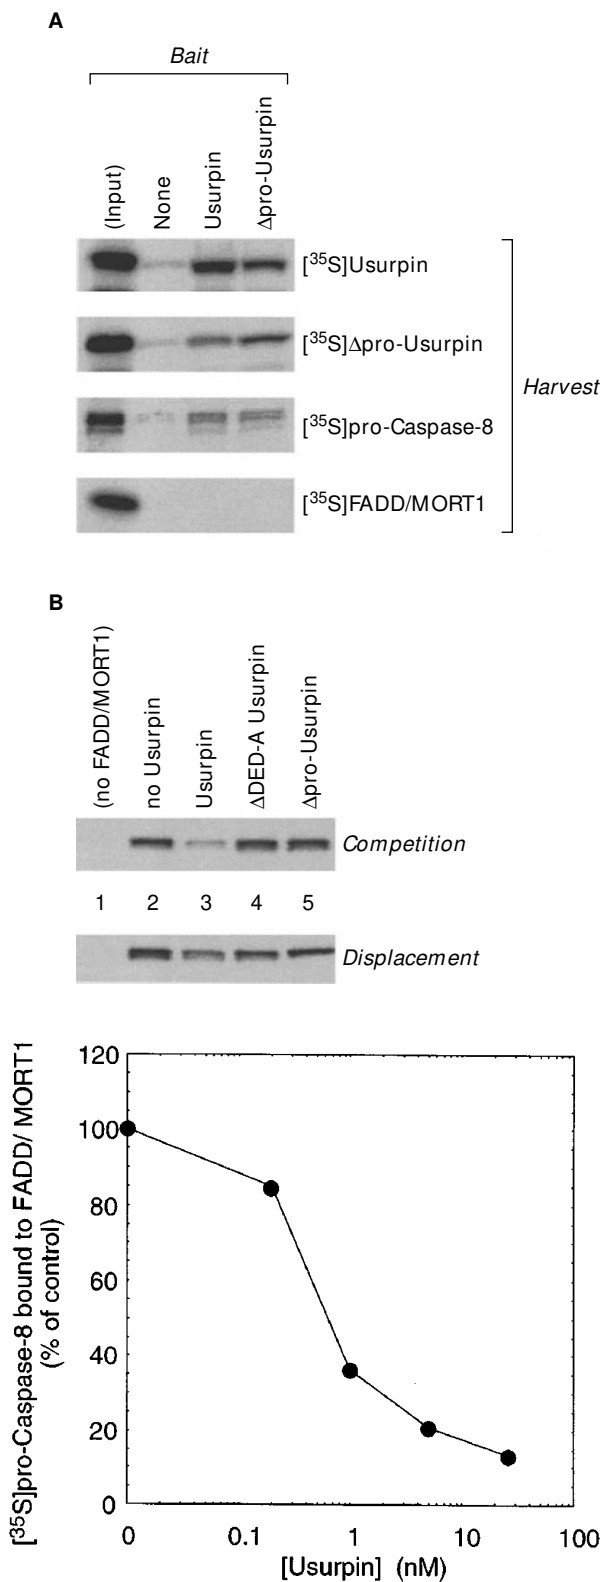 A
Bait
(Input)
None
Usurpin
Δpro-Usurpin
[35S]Usurpin
[35S]Δpro-Usurpin
[35S]pro-Caspase-8
[35S]FADD/MORT1
Harvest
B
(no FADD/MORT1)
no Usurpin
Usurpin
ΔDED-A Usurpin
Δpro-Usurpin
Competition
1 2 3 4 5
Displacement
[35S]pro-Caspase-8 bound to FADD/ MORT1
(% of control)
120
100
80
60
40
20
0
0 0.1 1 10 100
[Usurpin] (nM)